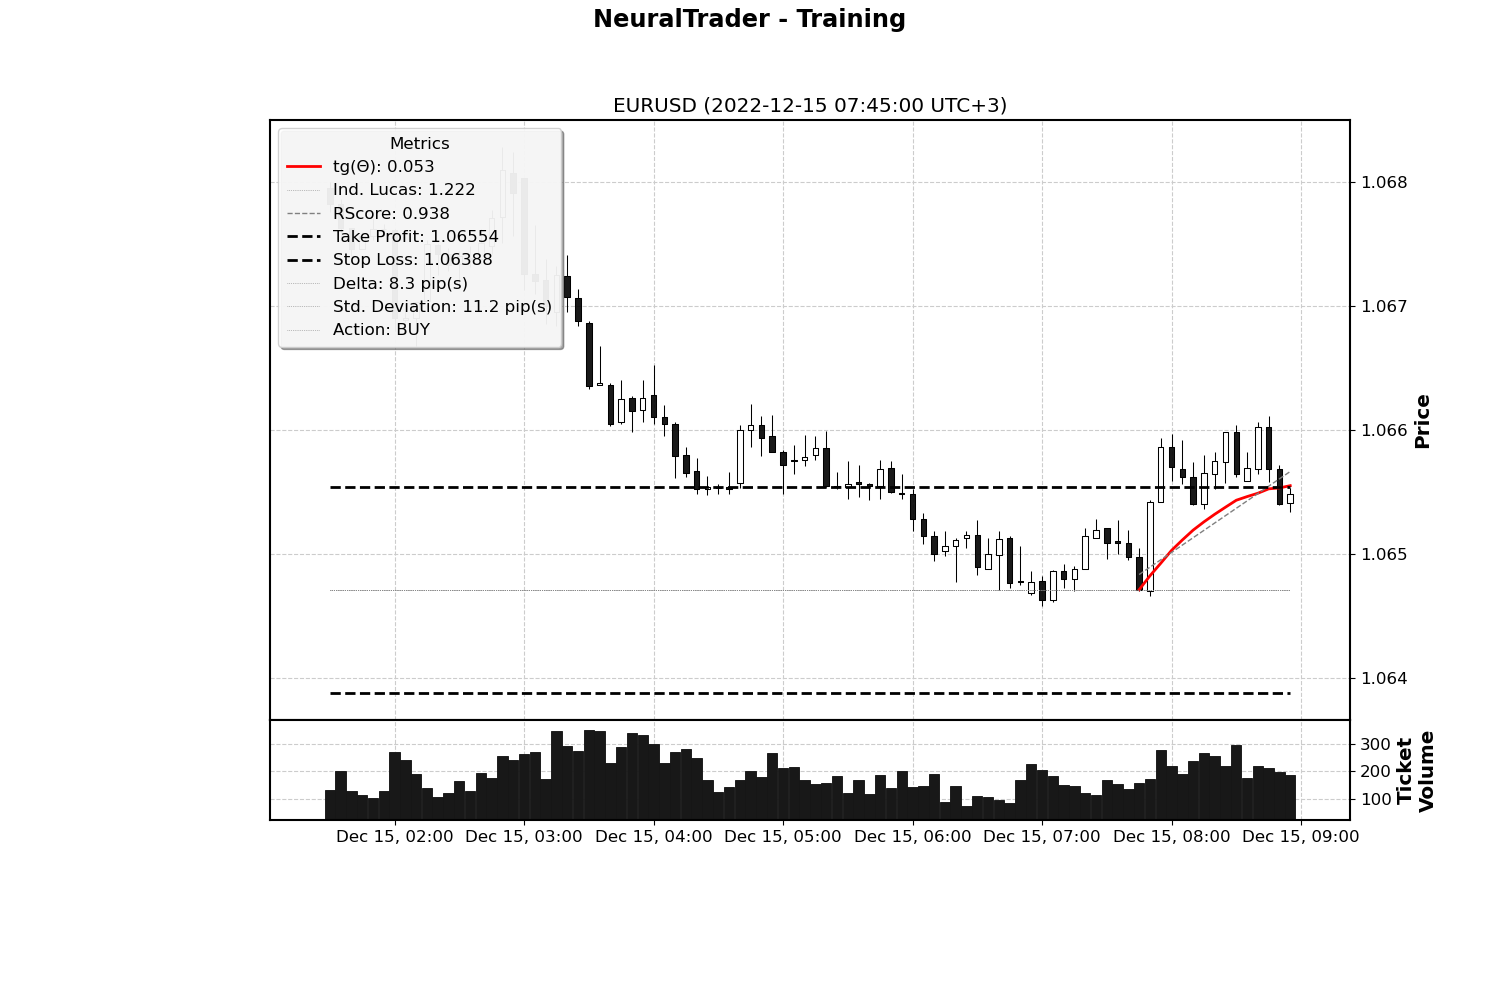 NeuralTrader - Training
EURUSD (2022-12-15 07:45:00 UTC+3)
Metrics
tg(Θ): 0.053
Ind. Lucas: 1.222
RScore: 0.938
Take Profit: 1.06554
Stop Loss: 1.06388
Delta: 8.3 pip(s)
Std. Deviation: 11.2 pip(s)
Action: BUY
1.068
1.067
1.066
1.065
1.064
Price
300
200
100
Ticket
Volume
Dec 15, 02:00 Dec 15, 03:00 Dec 15, 04:00 Dec 15, 05:00 Dec 15, 06:00 Dec 15, 07:00 Dec 15, 08:00 Dec 15, 09:00